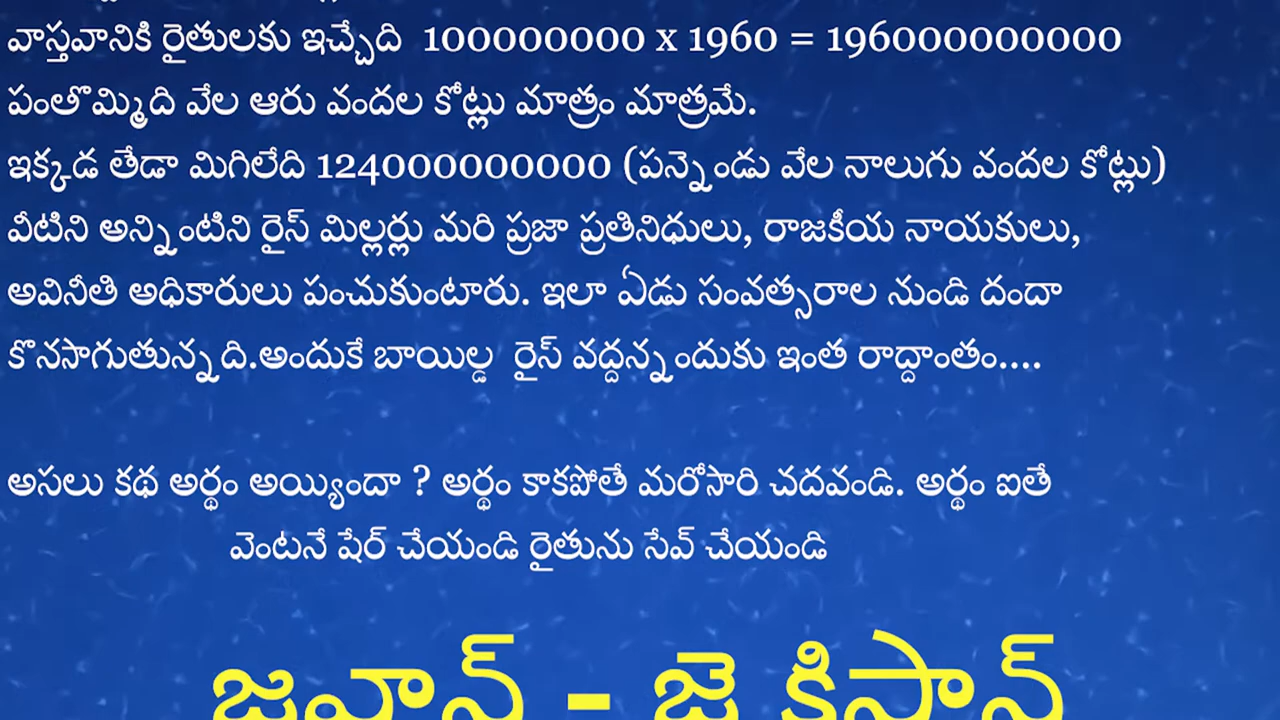 వాస్తవానికి రైతులకు ఇచ్చేది 100000000 x 1960 = 196000000000
పంతొమ్మిది వేల ఆరు వందల కోట్లు మాత్రం మాత్రమే.
ఇక్కడ తేడా మిగిలేది 124000000000 (పన్నెండు వేల నాలుగు వందల కోట్లు)
వీటిని అన్నింటిని రైస్ మిల్లర్లు మరి ప్రజా ప్రతినిధులు, రాజకీయ నాయకులు,
అవినీతి అధికారులు పంచుకుంటారు. ఇలా ఏడు సంవత్సరాల నుండి దందా
కొనసాగుతున్నది.అందుకే బాయిల్డ రైస్ వద్దన్నందుకు ఇంత రాద్దాంతం....
అసలు కథ అర్థం అయ్యిందా ? అర్థం కాకపోతే మరోసారి చదవండి. అర్థం ఐతే
వెంటనే షేర్ చేయండి రైతును సేవ్ చేయండి
జవాన్ - జై కిసాన్